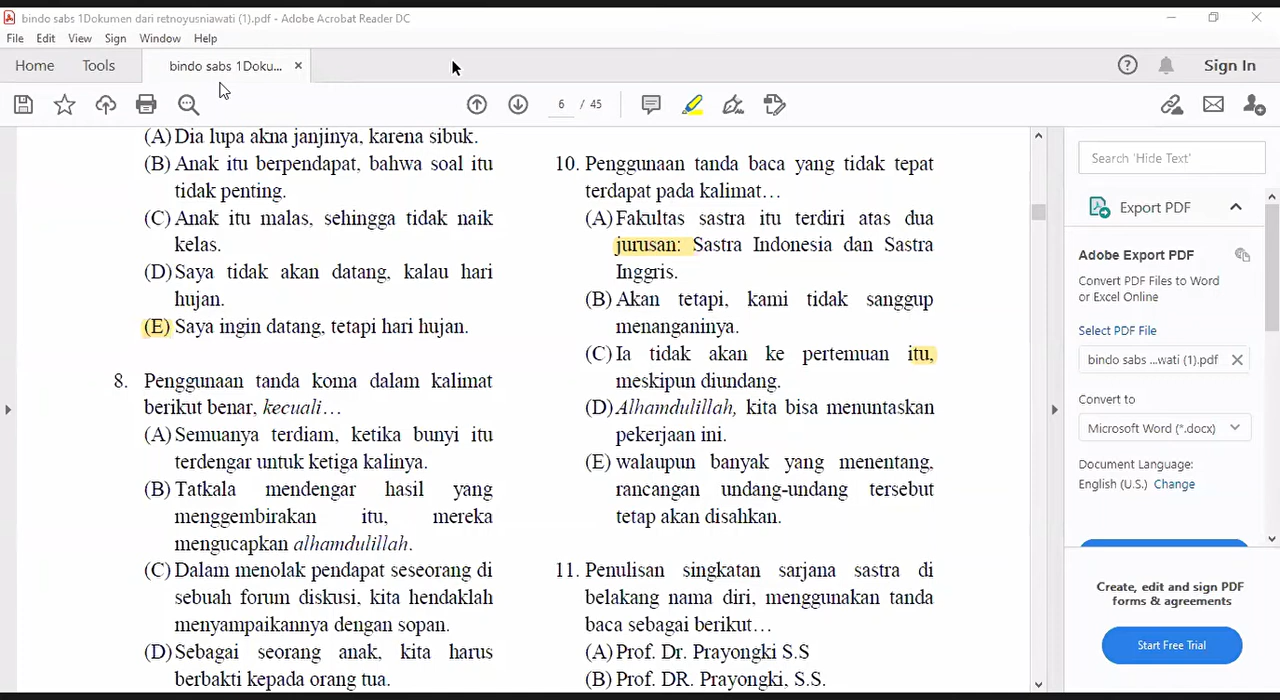 bindo sabs 1Dokumen dari retnoyusniawati (1).pdf - Adobe Acrobat Reader DC
File Edit View Sign Window Help
Home Tools bindo sabs 1Doku... × Sign In
6 / 45
(A) Dia lupa akna janjinya, karena sibuk.
(B) Anak itu berpendapat, bahwa soal itu
tidak penting.
(C) Anak itu malas, sehingga tidak naik
kelas.
(D) Saya tidak akan datang, kalau hari
hujan.
(E) Saya ingin datang, tetapi hari hujan.
8. Penggunaan tanda koma dalam kalimat
berikut benar, kecuali…
(A) Semuanya terdiam, ketika bunyi itu
terdengar untuk ketiga kalinya.
(B) Tatkala mendengar hasil yang
menggembirakan itu, mereka
mengucapkan alhamdulillah.
(C) Dalam menolak pendapat seseorang di
sebuah forum diskusi, kita hendaklah
menyampaikannya dengan sopan.
(D) Sebagai seorang anak, kita harus
berbakti kepada orang tua.
10. Penggunaan tanda baca yang tidak tepat
terdapat pada kalimat…
(A) Fakultas sastra itu terdiri atas dua
jurusan: Sastra Indonesia dan Sastra
Inggris.
(B) Akan tetapi, kami tidak sanggup
menanganinya.
(C) Ia tidak akan ke pertemuan itu,
meskipun diundang.
(D) Alhamdulillah, kita bisa menuntaskan
pekerjaan ini.
(E) walaupun banyak yang menentang,
rancangan undang-undang tersebut
tetap akan disahkan.
11. Penulisan singkatan sarjana sastra di
belakang nama diri, menggunakan tanda
baca sebagai berikut…
(A) Prof. Dr. Prayongki S.S
(B) Prof. DR. Prayongki, S.S.
Search 'Hide Text'
Export PDF
Adobe Export PDF
Convert PDF Files to Word
or Excel Online
Select PDF File
bindo sabs ...wati (1).pdf
Convert to
Microsoft Word (*.docx)
Document Language:
English (U.S.) Change
Create, edit and sign PDF
forms & agreements
Start Free Trial